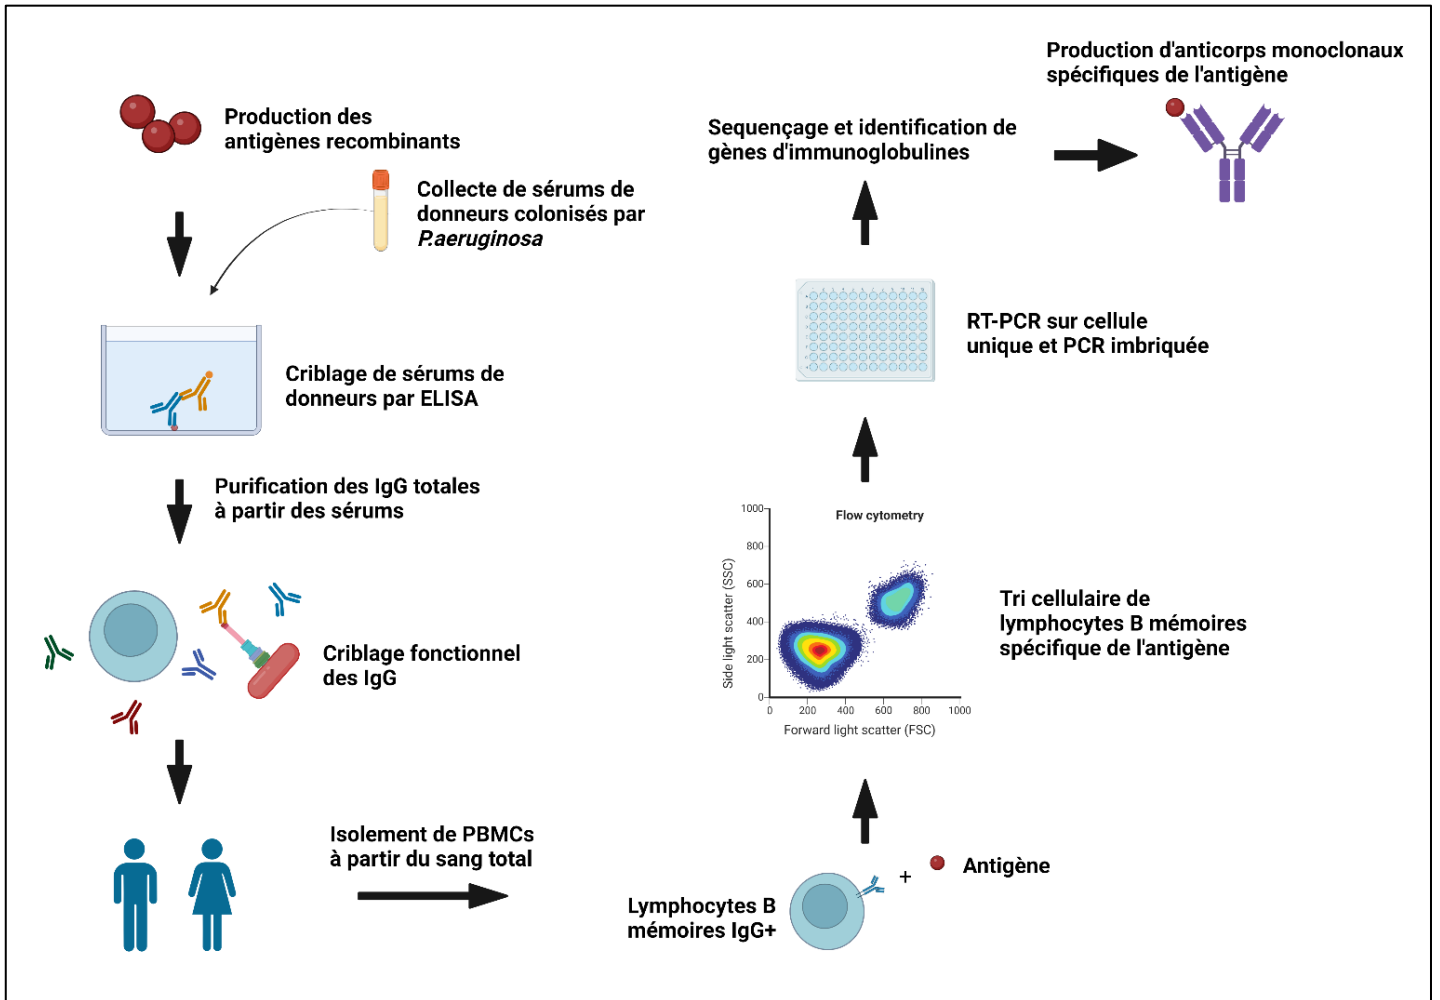 Production des
antigènes recombinants
Collecte de sérums de
donneurs colonisés par
P.aeruginosa
Criblage de sérums de
donneurs par ELISA
Purification des IgG totales
à partir des sérums
Criblage fonctionnel
des IgG
Isolement de PBMCs
à partir du sang total
Lymphocytes B
mémoires IgG+
+
Antigène
Tri cellulaire de
lymphocytes B mémoires
spécifique de l'antigène
Flow cytometry
Side light scatter (SSC)
1000
800
600
400
200
0
0 200 400 600 800 1000
Forward light scatter (FSC)
RT-PCR sur cellule
unique et PCR imbriquée
Sequençage et identification de
gènes d'immunoglobulines
Production d'anticorps monoclonaux
spécifiques de l'antigène